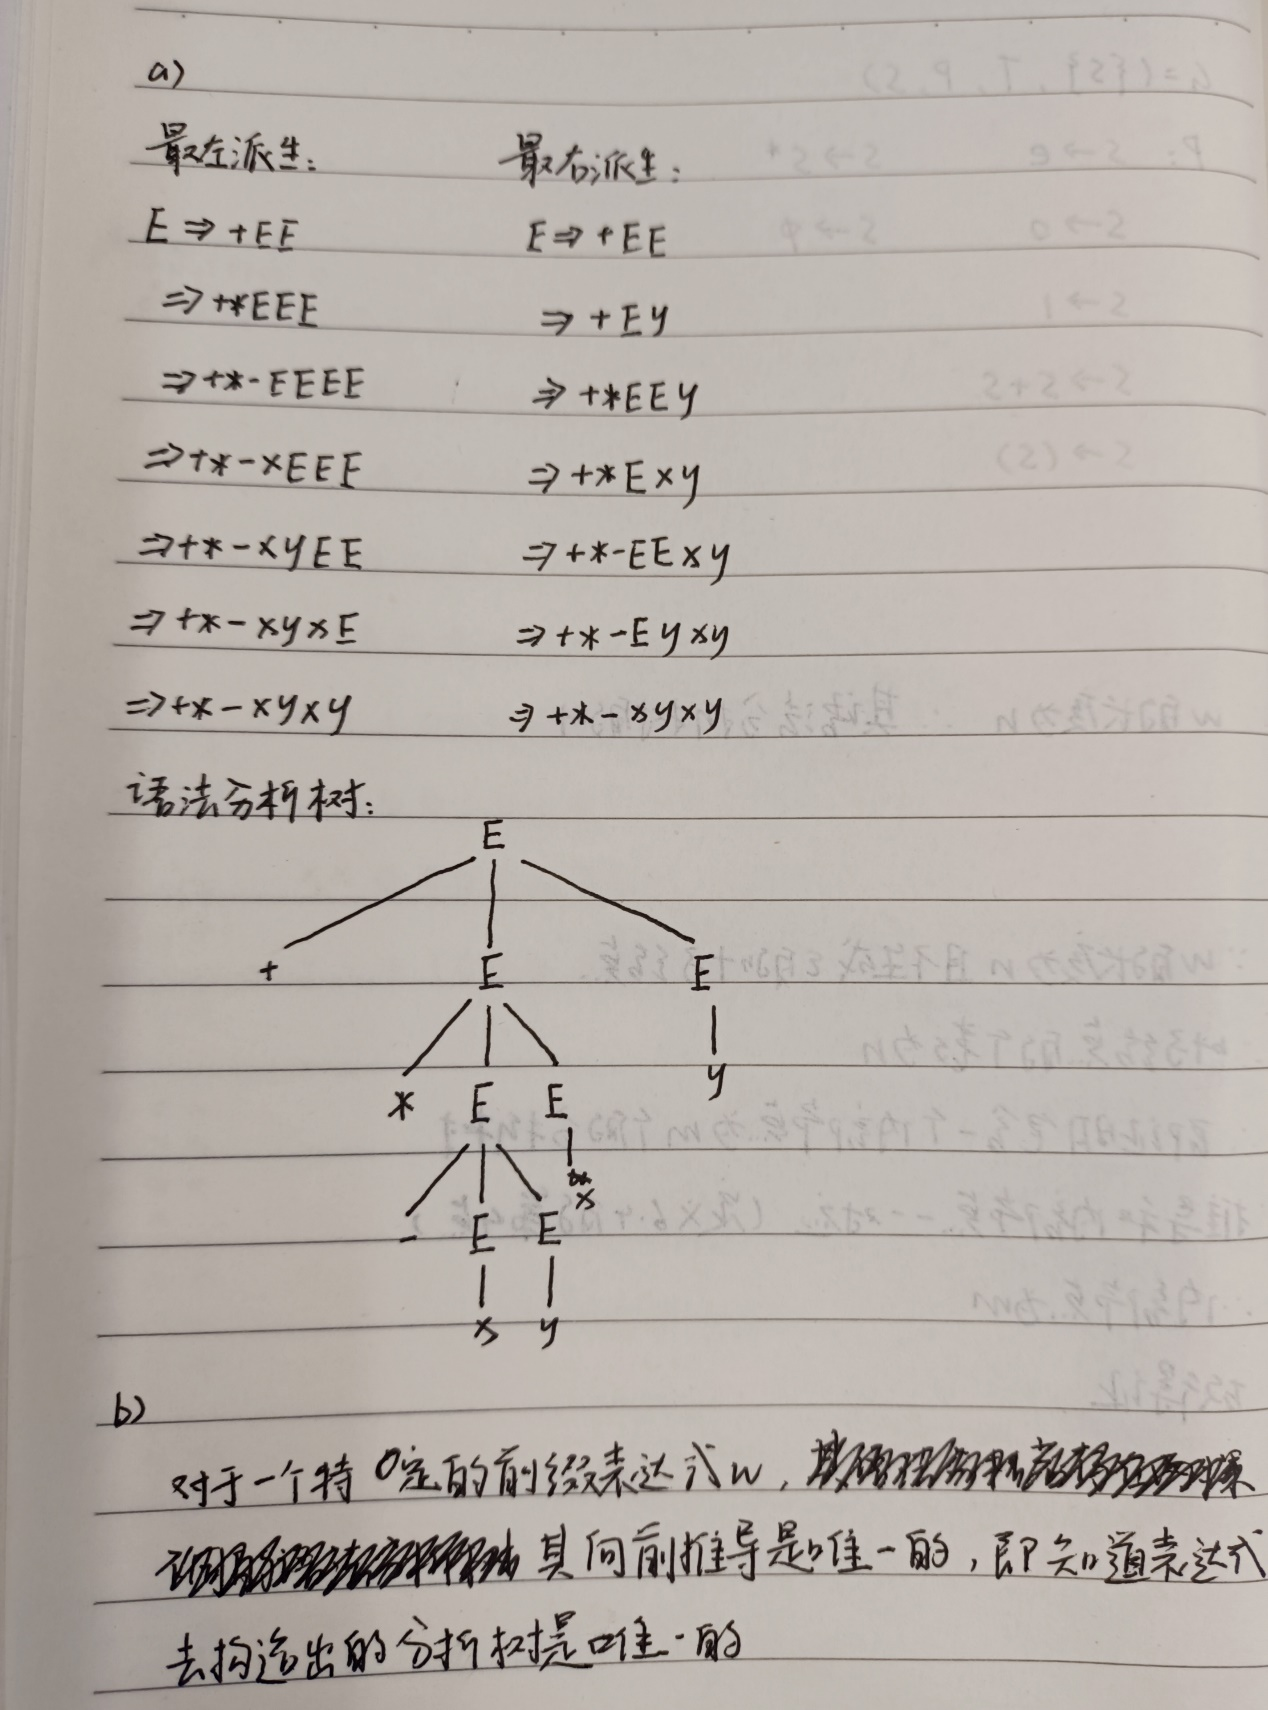 a)
最左派生: 最右派生:
E⇒+EE E⇒+EE
⇒+*EEE ⇒+Ey
⇒+*-EEEE ⇒+*EEy
⇒+*-xEEE ⇒+*Exy
⇒+*-xyEE ⇒+*-EExy
⇒+*-xyxE ⇒+*-Eyxy
⇒+*-xyxy ⇒+*-xyxy
语法分析树:
E
+ E E
* E E y
- E E x
x y
b)
对于一个特定的前缀表达式w,
其向前推导是唯一的,即知道表达式
去构造出的分析树是唯一的